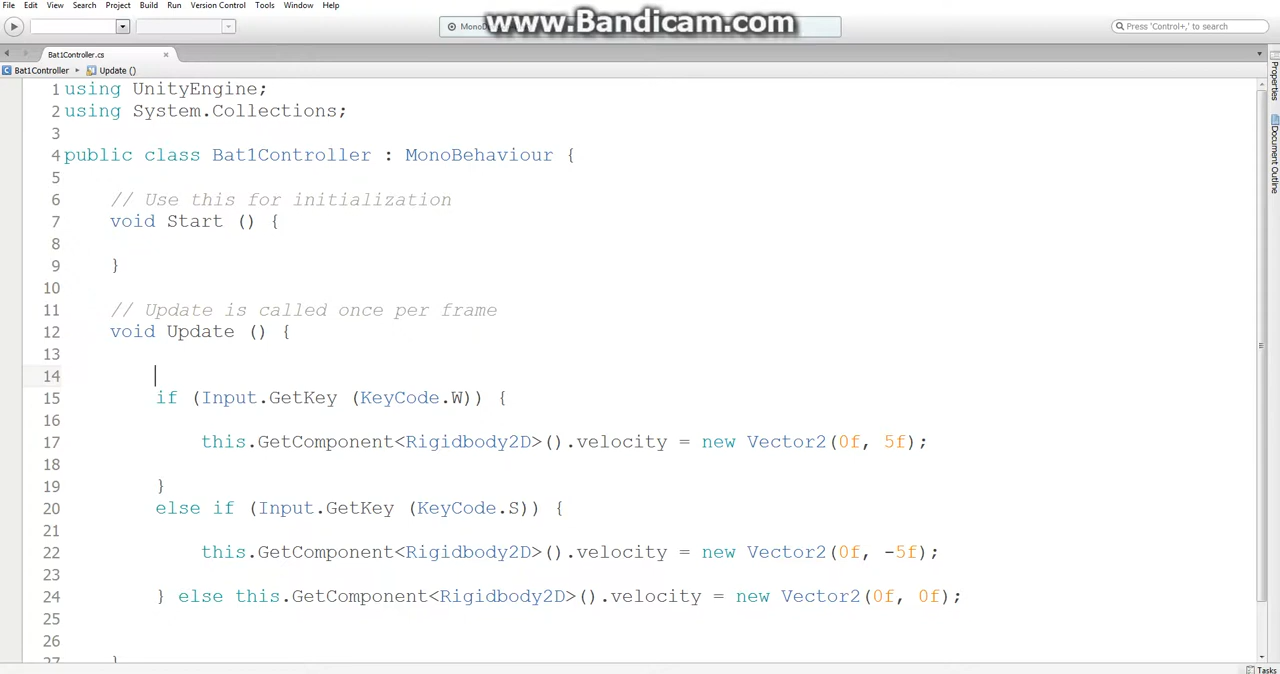 File Edit View Search Project Build Run Version Control Tools Window Help
www.Bandicam.com
Press 'Control+,' to search
Bat1Controller.cs
Bat1Controller Update ()
1 using UnityEngine;
2 using System.Collections;
3
4 public class Bat1Controller : MonoBehaviour {
5
6 // Use this for initialization
7 void Start () {
8
9 }
10
11 // Update is called once per frame
12 void Update () {
13
14
15 if (Input.GetKey (KeyCode.W)) {
16
17 this.GetComponent<Rigidbody2D>().velocity = new Vector2(0f, 5f);
18
19 }
20 else if (Input.GetKey (KeyCode.S)) {
21
22 this.GetComponent<Rigidbody2D>().velocity = new Vector2(0f, -5f);
23
24 } else this.GetComponent<Rigidbody2D>().velocity = new Vector2(0f, 0f);
25
26
27 }
Properties
Document Outline
Tasks